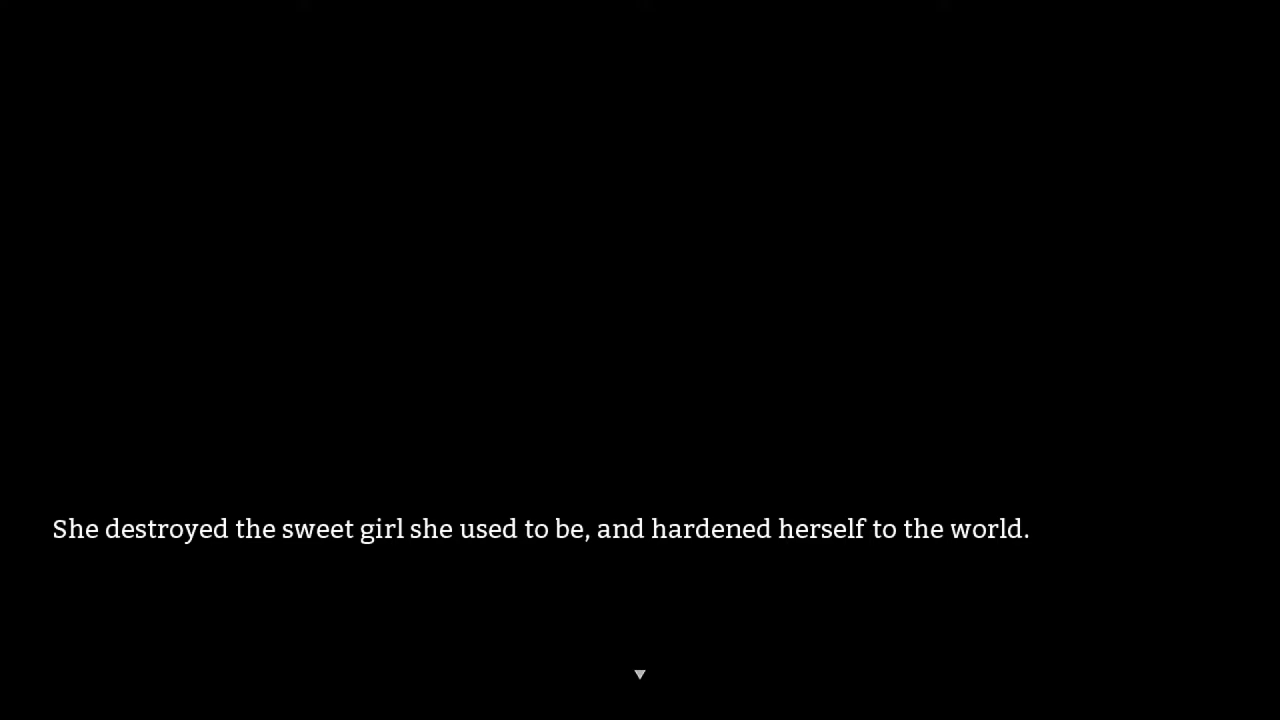 She destroyed the sweet girl she used to be, and hardened herself to the world.